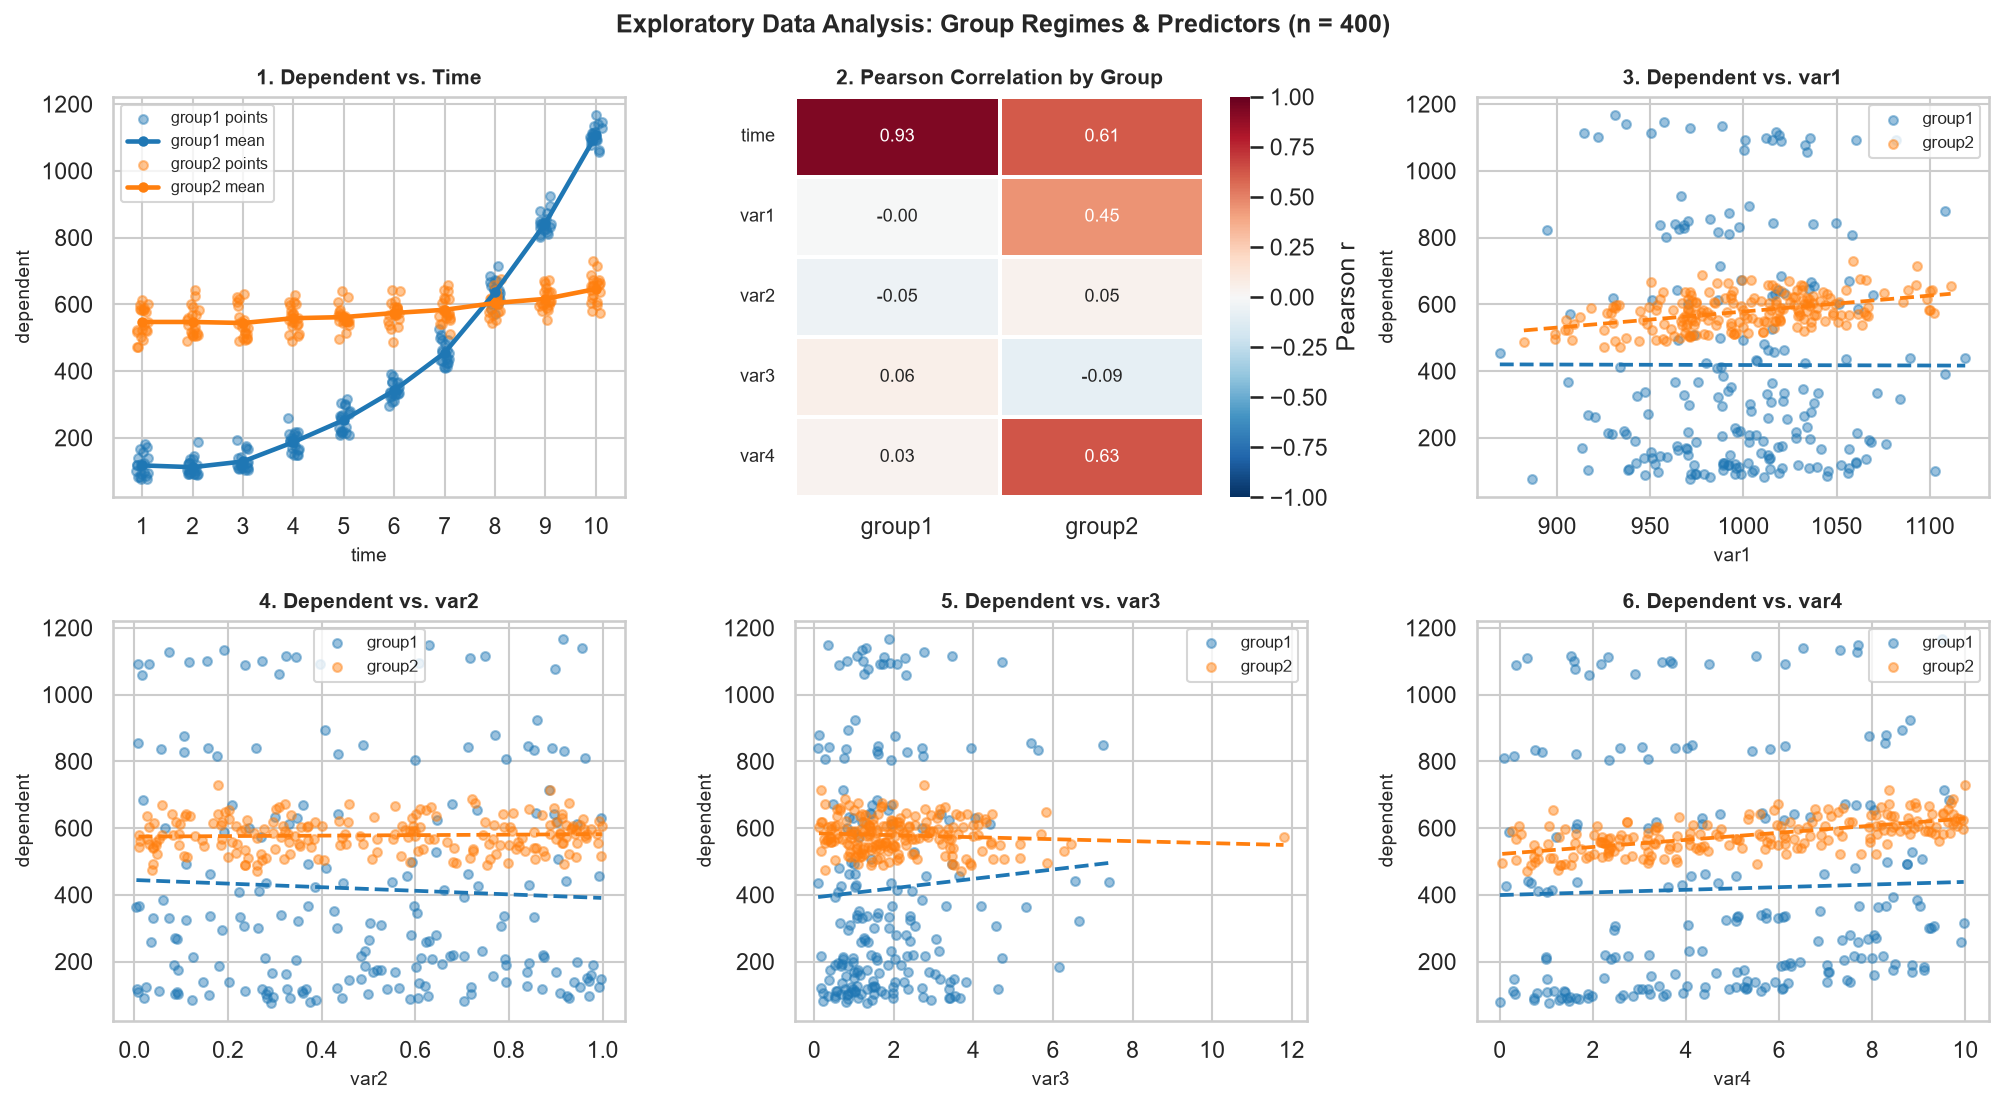 Exploratory Data Analysis: Group Regimes & Predictors (n = 400)
1. Dependent vs. Time
group1 points
group1 mean
group2 points
group2 mean
1200
1000
800
600
400
200
dependent
1 2 3 4 5 6 7 8 9 10
time
2. Pearson Correlation by Group
time 0.93 0.61
var1 -0.00 0.45
var2 -0.05 0.05
var3 0.06 -0.09
var4 0.03 0.63
group1 group2
1.00
0.75
0.50
0.25
0.00
−0.25
−0.50
−0.75
−1.00
Pearson r
3. Dependent vs. var1
group1
group2
1200
1000
800
600
400
200
dependent
900 950 1000 1050 1100
var1
4. Dependent vs. var2
group1
group2
1200
1000
800
600
400
200
dependent
0.0 0.2 0.4 0.6 0.8 1.0
var2
5. Dependent vs. var3
group1
group2
1200
1000
800
600
400
200
dependent
0 2 4 6 8 10 12
var3
6. Dependent vs. var4
group1
group2
1200
1000
800
600
400
200
dependent
0 2 4 6 8 10
var4